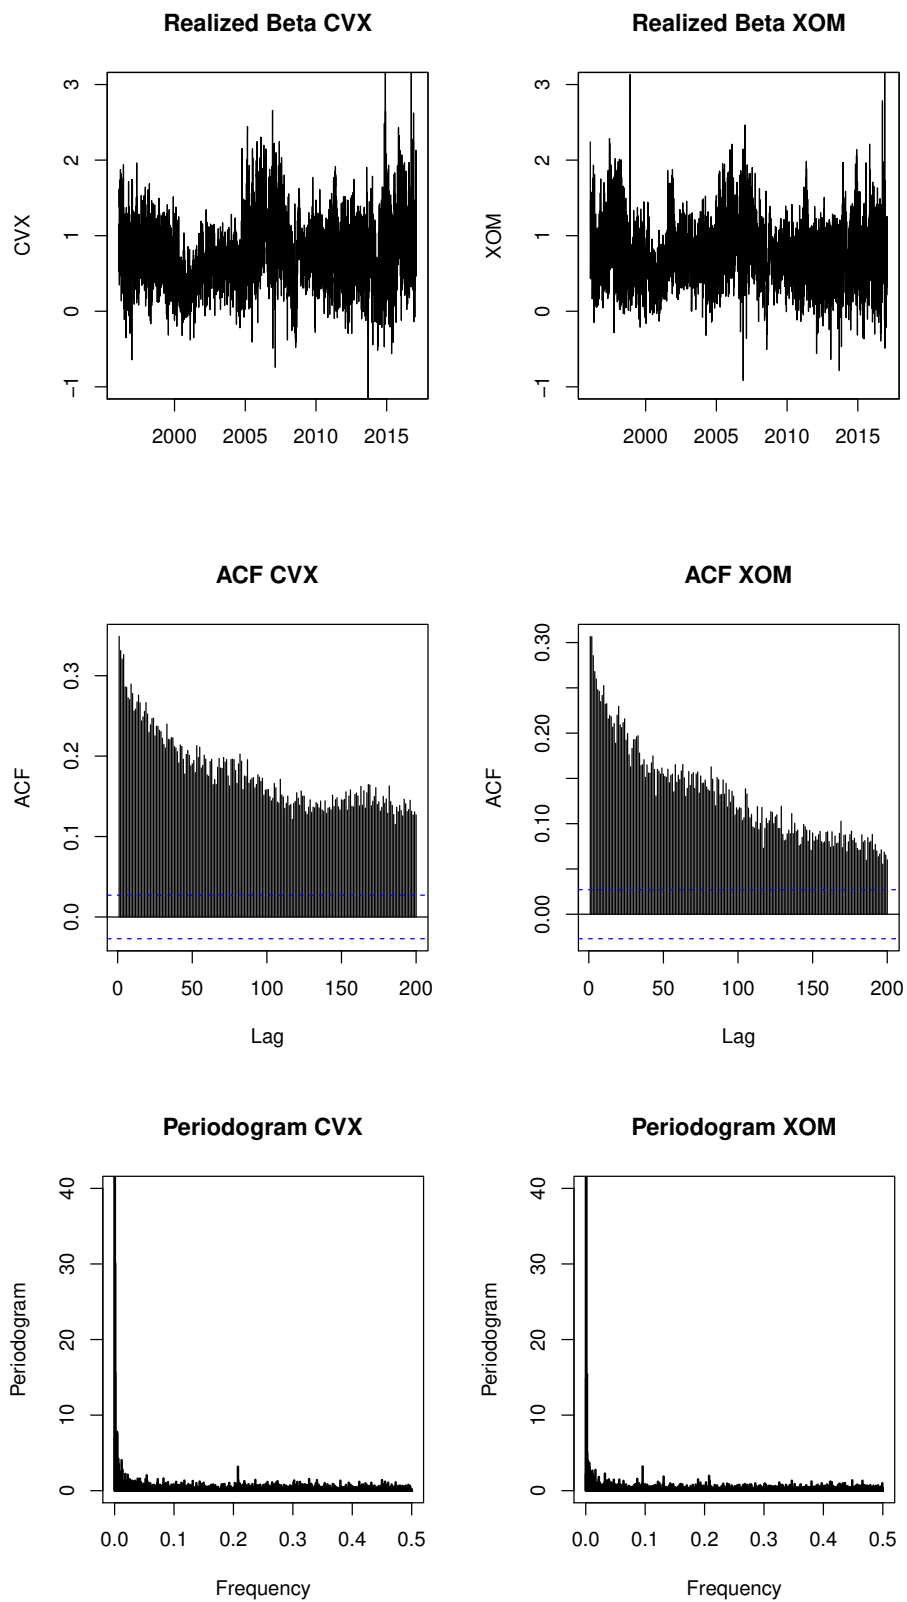 Realized Beta CVX
Realized Beta XOM
CVX
3
2
1
0
−1
2000 2005 2010 2015
XOM
3
2
1
0
−1
2000 2005 2010 2015
ACF CVX
ACF XOM
ACF
0.3
0.2
0.1
0.0
0 50 100 150 200
Lag
ACF
0.30
0.20
0.10
0.00
0 50 100 150 200
Lag
Periodogram CVX
Periodogram XOM
Periodogram
40
30
20
10
0
0.0 0.1 0.2 0.3 0.4 0.5
Frequency
Periodogram
40
30
20
10
0
0.0 0.1 0.2 0.3 0.4 0.5
Frequency